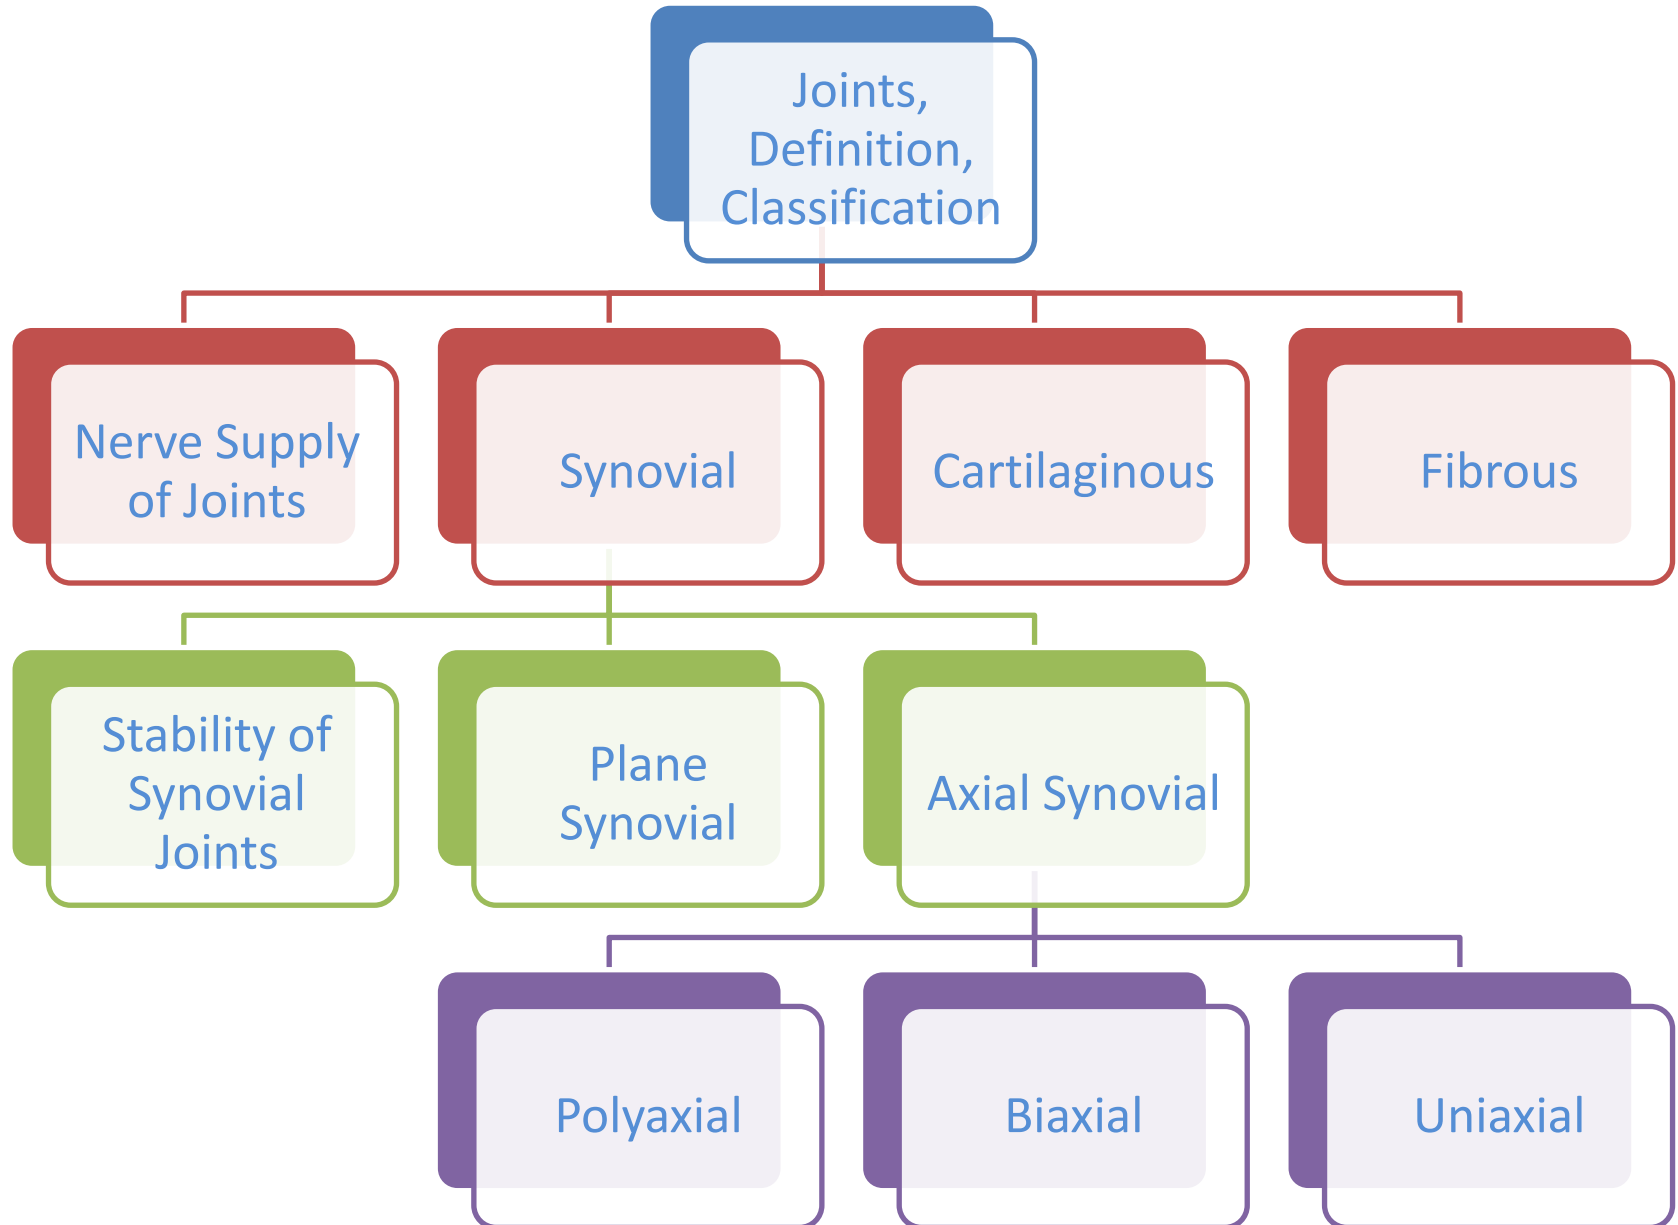 Joints,
Definition,
Classification
Nerve Supply
of Joints
Synovial
Cartilaginous
Fibrous
Stability of
Synovial
Joints
Plane
Synovial
Axial Synovial
Polyaxial
Biaxial
Uniaxial